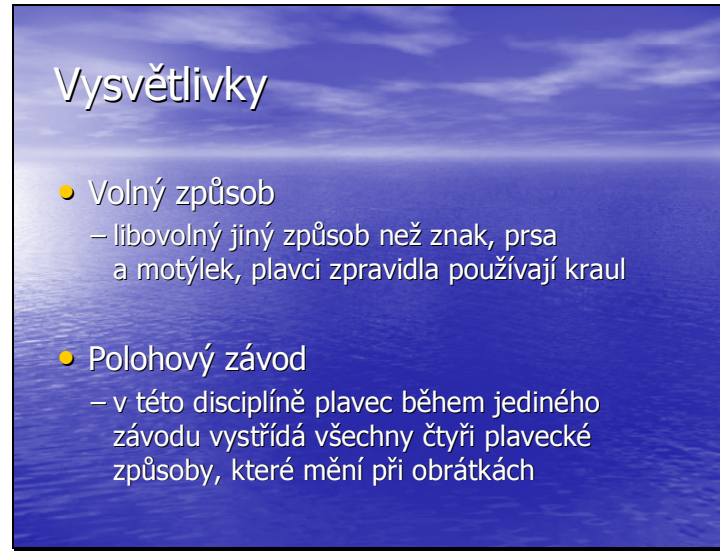 Vysvětlivky
• Volný způsob
– libovolný jiný způsob než znak, prsa
a motýlek, plavci zpravidla používají kraul
• Polohový závod
– v této disciplíně plavec během jediného
závodu vystřídá všechny čtyři plavecké
způsoby, které mění při obrátkách